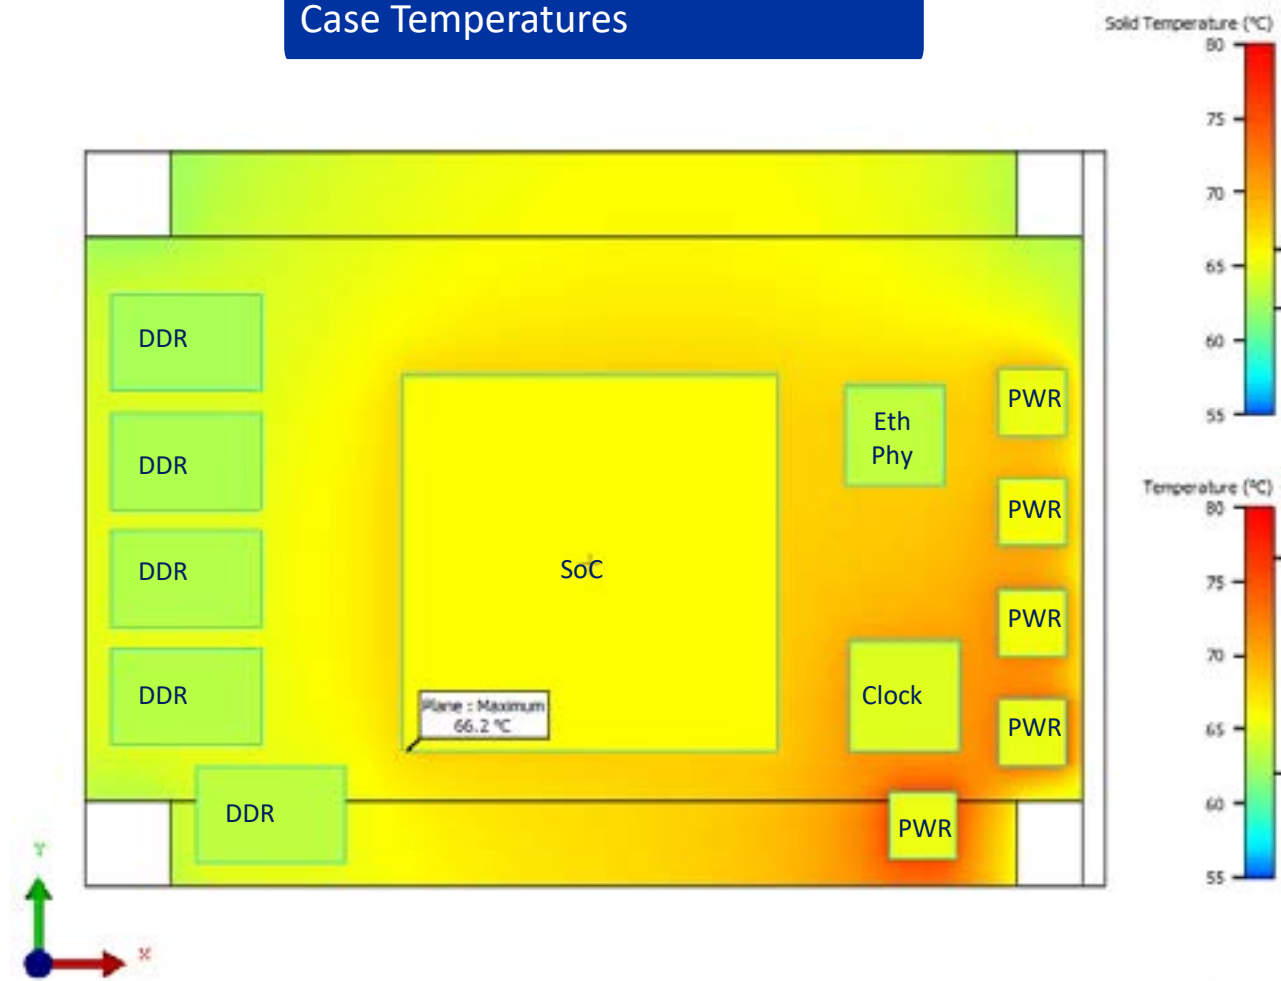 Case Temperatures
Solid Temperature (°C)
80
75
70
65
60
55
DDR
DDR
DDR
DDR
DDR
SoC
Eth
Phy
Clock
PWR
PWR
PWR
PWR
PWR
Plane : Maximum
66.2 °C
Temperature (°C)
80
75
70
65
60
55
Y
X